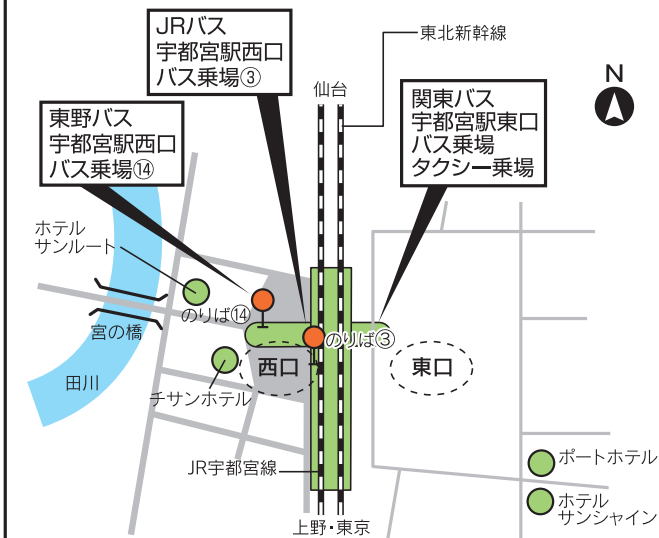 JRバス
宇都宮駅西口
バス乗場③
東北新幹線
仙台
N
関東バス
宇都宮駅東口
バス乗場
タクシー乗場
東野バス
宇都宮駅西口
バス乗場⑭
ホテル
サンルート
のりば⑭
宮の橋
のりば③
西口
東口
田川
チサンホテル
JR宇都宮線
ポートホテル
ホテル
サンシャイン
上野・東京